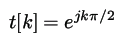 t[k] = e^{jkπ/2}